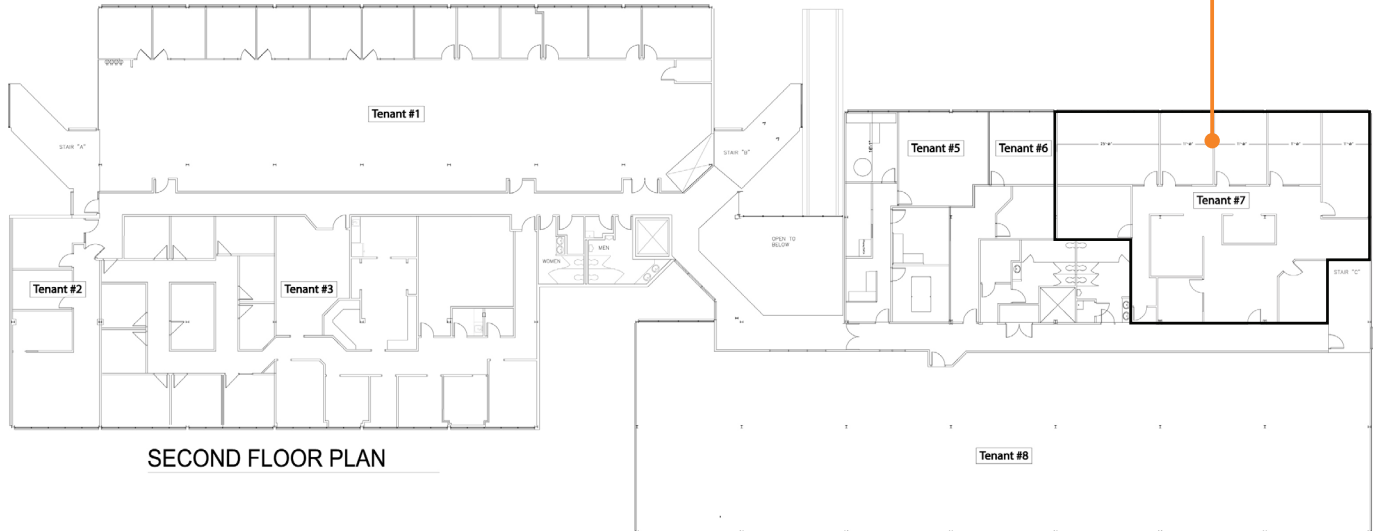 Tenant #1
STAIR "A"
STAIR "B"
Tenant #5
Tenant #6
Tenant #7
OPEN TO
BELOW
MEN
WOMEN
STAIR "C"
Tenant #2
Tenant #3
SECOND FLOOR PLAN
Tenant #8